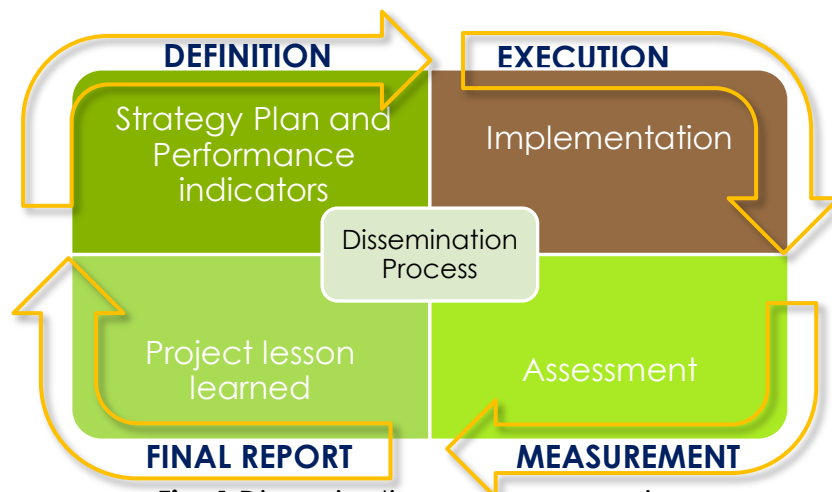 DEFINITION
EXECUTION
Strategy Plan and
Performance
indicators
Implementation
Dissemination
Process
Project lesson
learned
Assessment
FINAL REPORT
MEASUREMENT